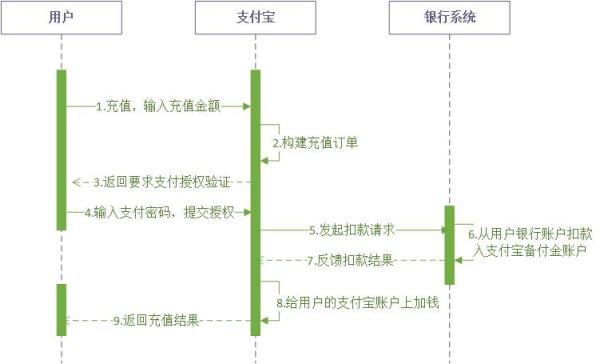 用户
支付宝
银行系统
1.充值，输入充值金额
2.构建充值订单
3.返回要求支付授权验证
4.输入支付密码，提交授权
5.发起扣款请求
6.从用户银行账户扣款
入支付宝备付金账户
7.反馈扣款结果
8.给用户的支付宝账户上加钱
9.返回充值结果